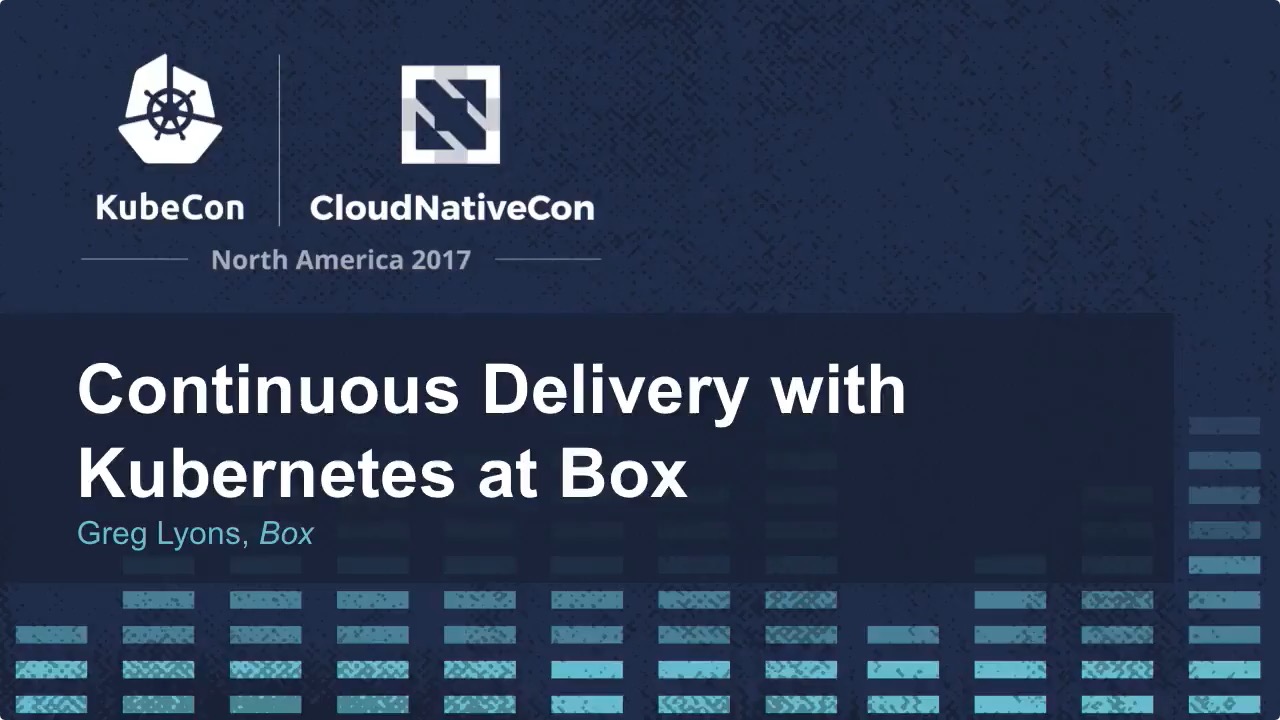 KubeCon
CloudNativeCon
North America 2017
Continuous Delivery with
Kubernetes at Box
Greg Lyons, Box